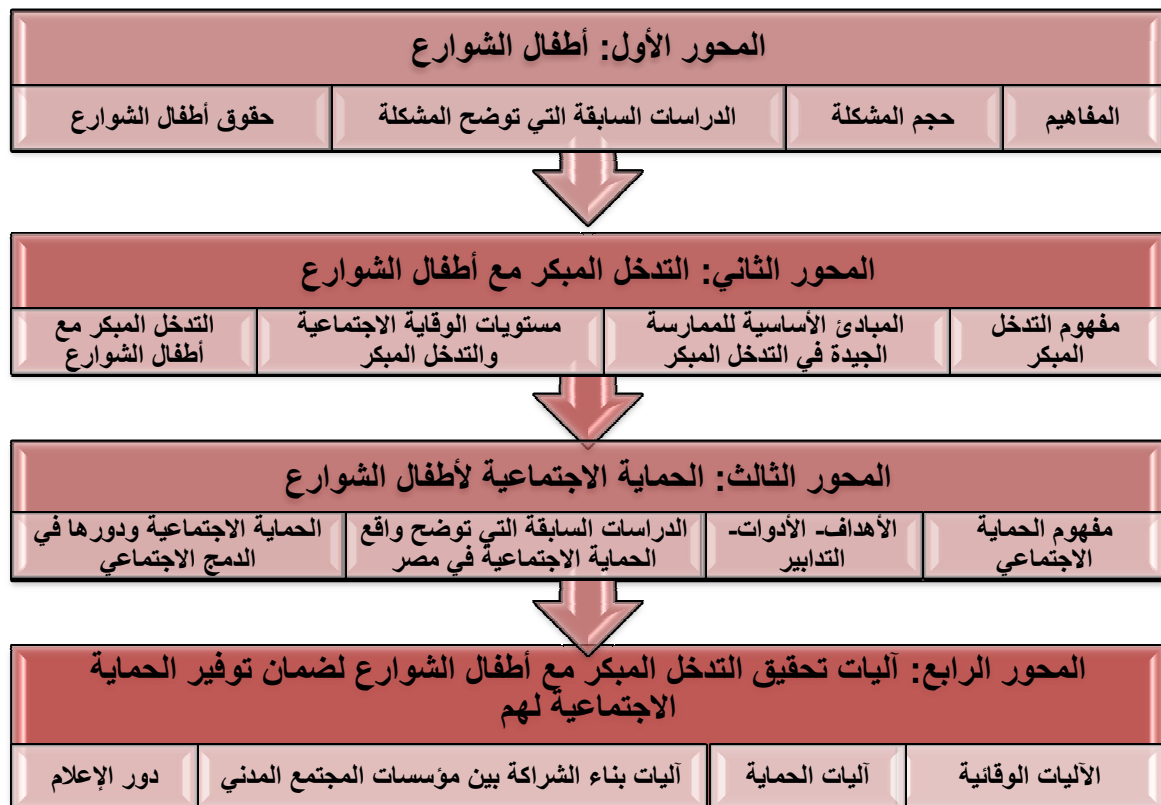 المحور الأول: أطفال الشوارع
المفاهيم
حجم المشكلة
الدراسات السابقة التي توضح المشكلة
حقوق أطفال الشوارع
المحور الثاني: التدخل المبكر مع أطفال الشوارع
مفهوم التدخل
المبكر
المبادئ الأساسية للممارسة
الجيدة في التدخل المبكر
مستويات الوقاية الاجتماعية
والتدخل المبكر
التدخل المبكر مع
أطفال الشوارع
المحور الثالث: الحماية الاجتماعية لأطفال الشوارع
مفهوم الحماية
الاجتماعي
الأهداف- الأدوات-
التدابير
الدراسات السابقة التي توضح واقع
الحماية الاجتماعية في مصر
الحماية الاجتماعية ودورها في
الدمج الاجتماعي
المحور الرابع: آليات تحقيق التدخل المبكر مع أطفال الشوارع لضمان توفير الحماية
الاجتماعية لهم
الآليات الوقائية
آليات الحماية
آليات بناء الشراكة بين مؤسسات المجتمع المدني
دور الإعلام